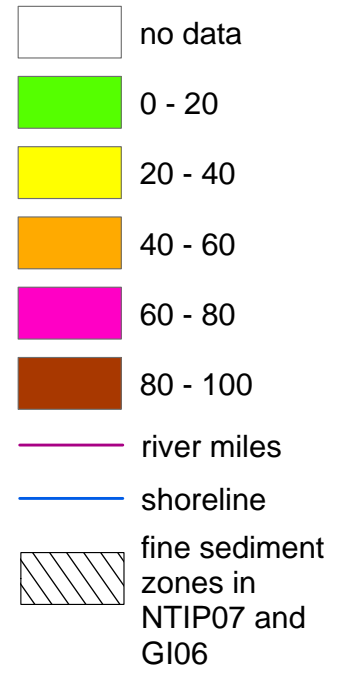 no data
0 - 20
20 - 40
40 - 60
60 - 80
80 - 100
river miles
shoreline
fine sediment
zones in
NTIP07 and
GI06